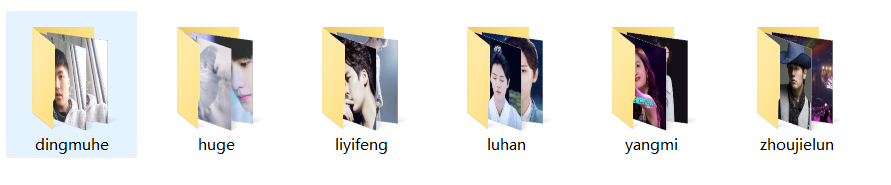 dingmuhe
huge
liyifeng
luhan
yangmi
zhoujielun